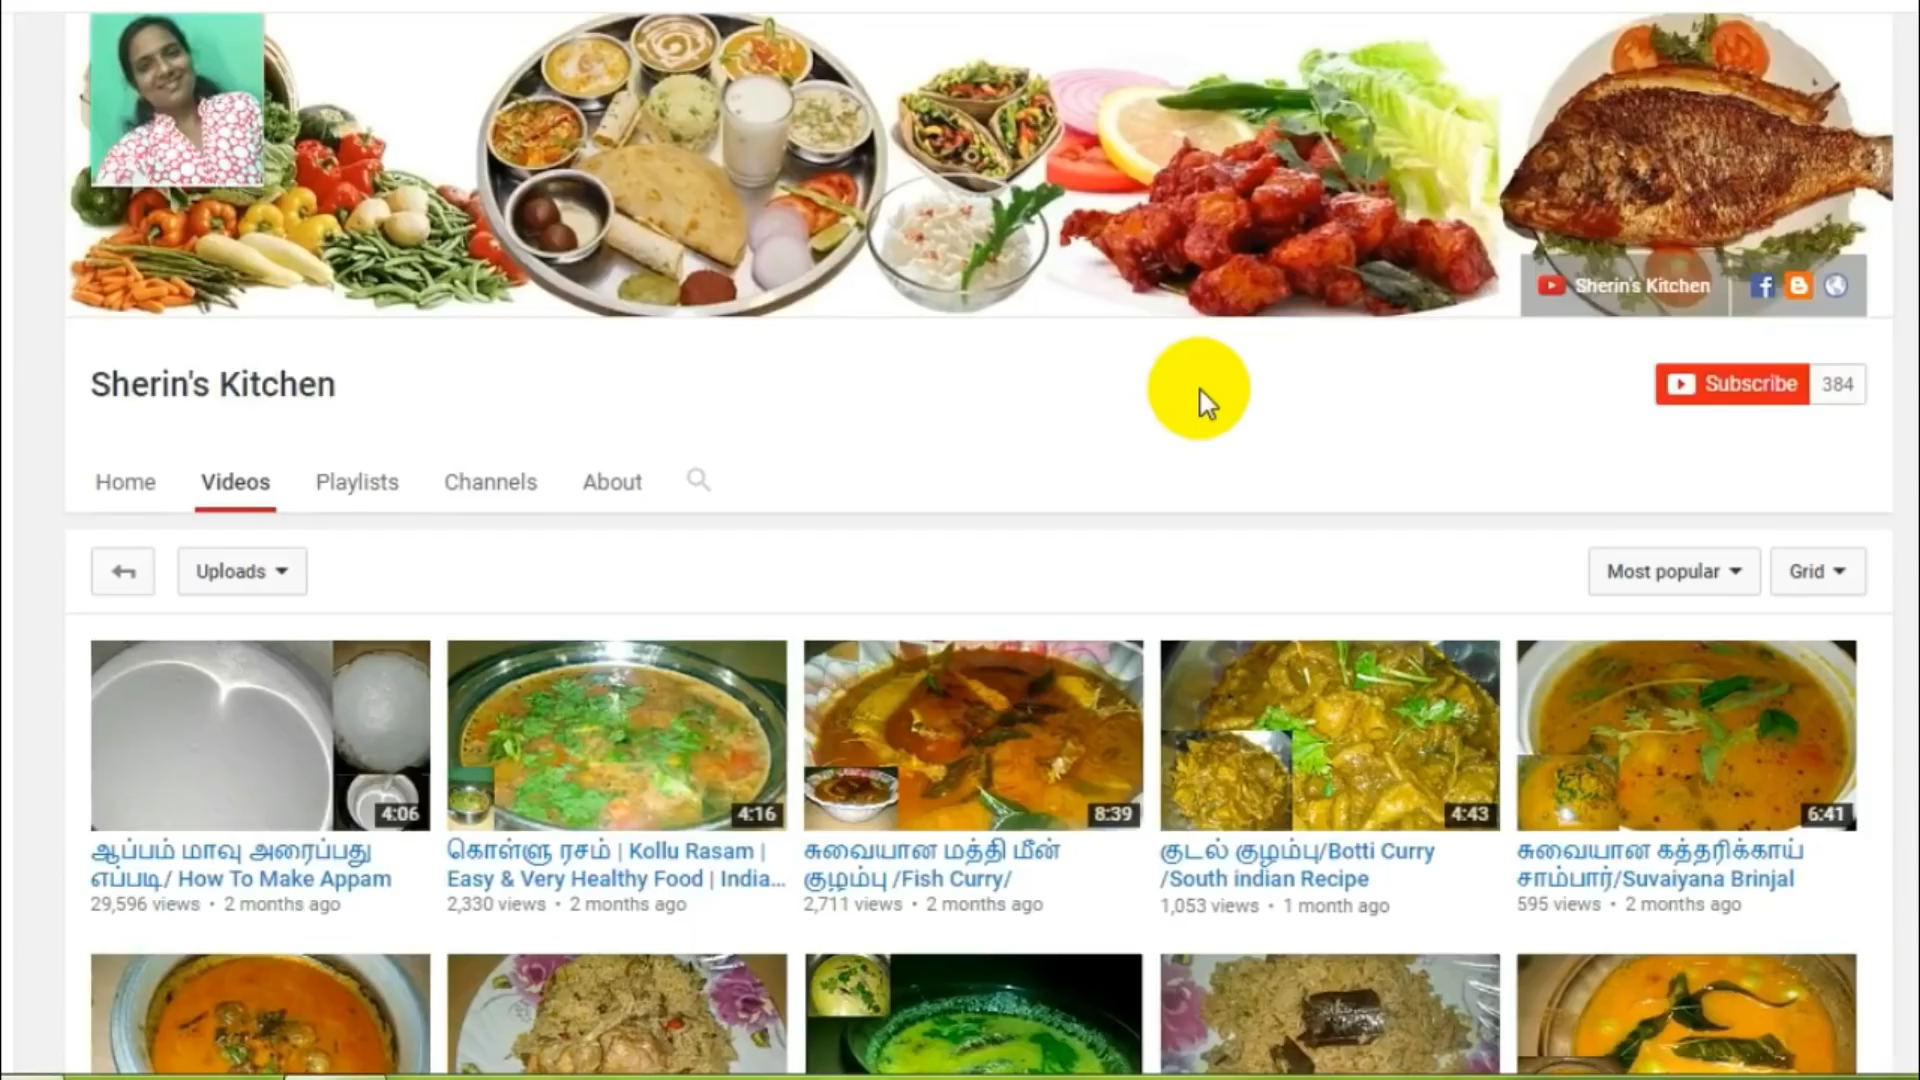 Sherin's Kitchen
Sherin's Kitchen
Subscribe 384
Home Videos Playlists Channels About
Uploads Most popular Grid
4:06 4:16 8:39 4:43 6:41
ஆப்பம் மாவு அரைப்பது
எப்படி/ How To Make Appam
29,596 views • 2 months ago
கொள்ளு ரசம் | Kollu Rasam |
Easy & Very Healthy Food | India...
2,330 views • 2 months ago
சுவையான மத்தி மீன்
குழம்பு /Fish Curry/
2,711 views • 2 months ago
குடல் குழம்பு/Botti Curry
/South indian Recipe
1,053 views • 1 month ago
சுவையான கத்தரிக்காய்
சாம்பார்/Suvaiyana Brinjal
595 views • 2 months ago